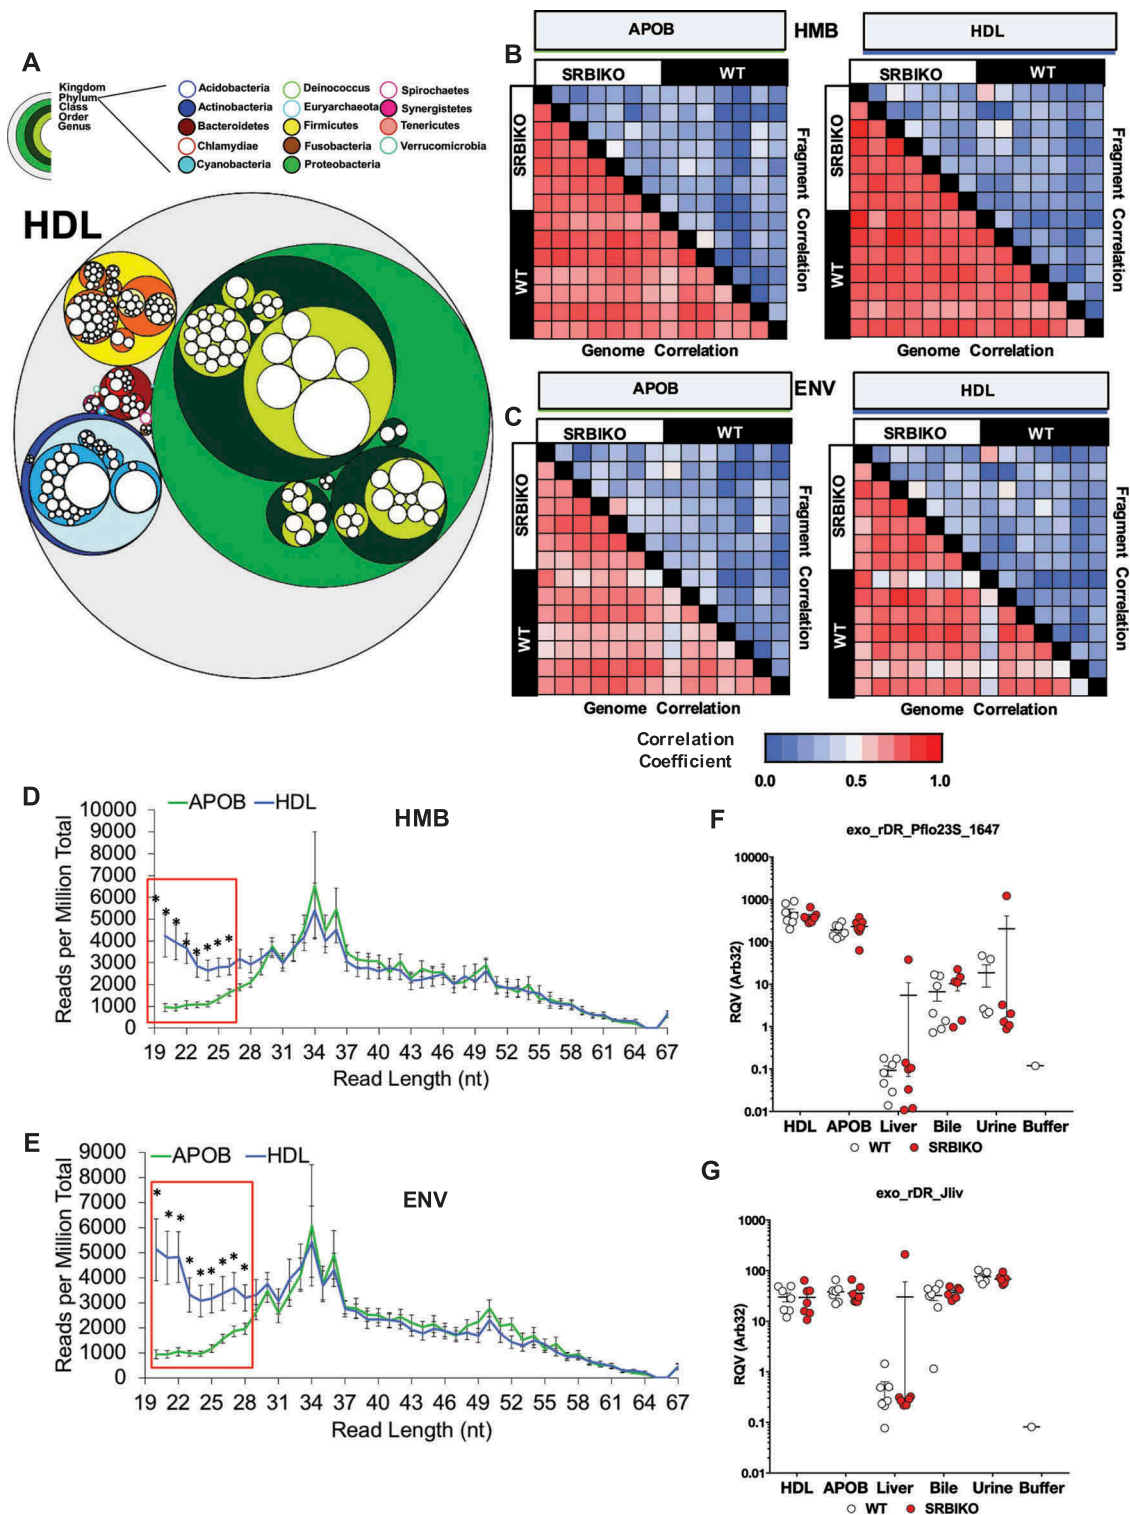 A
Kingdom
Phylum
Class
Order
Genus
Acidobacteria
Actinobacteria
Bacteroidetes
Chlamydiae
Cyanobacteria
Deinococcus
Euryarchaeota
Firmicutes
Fusobacteria
Proteobacteria
Spirochaetes
Synergistetes
Tenericutes
Verrucomicrobia
HDL
B
APOB
HMB
HDL
SRBIKO
WT
SRBIKO
WT
SRBIKO
WT
Fragment Correlation
SRBIKO
WT
Fragment Correlation
Genome Correlation
Genome Correlation
C
APOB
ENV
HDL
SRBIKO
WT
SRBIKO
WT
SRBIKO
WT
Fragment Correlation
SRBIKO
WT
Fragment Correlation
Genome Correlation
Genome Correlation
Correlation
Coefficient
0.0
0.5
1.0
D
APOB
HDL
HMB
Reads per Million Total
10000
9000
8000
7000
6000
5000
4000
3000
2000
1000
0
* * * * * * * *
19 22 25 28 31 34 37 40 43 46 49 52 55 58 61 64 67
Read Length (nt)
E
APOB
HDL
ENV
Reads per Million Total
9000
8000
7000
6000
5000
4000
3000
2000
1000
0
* * * * * * * * *
19 22 25 28 31 34 37 40 43 46 49 52 55 58 61 64 67
Read Length (nt)
F
exo_rDR_Pflo23S_1647
RQV (Arb32)
10000
1000
100
10
1
0.1
0.01
HDL APOB Liver Bile Urine Buffer
WT
SRBIKO
G
exo_rDR_Jliv
RQV (Arb32)
1000
100
10
1
0.1
0.01
HDL APOB Liver Bile Urine Buffer
WT
SRBIKO